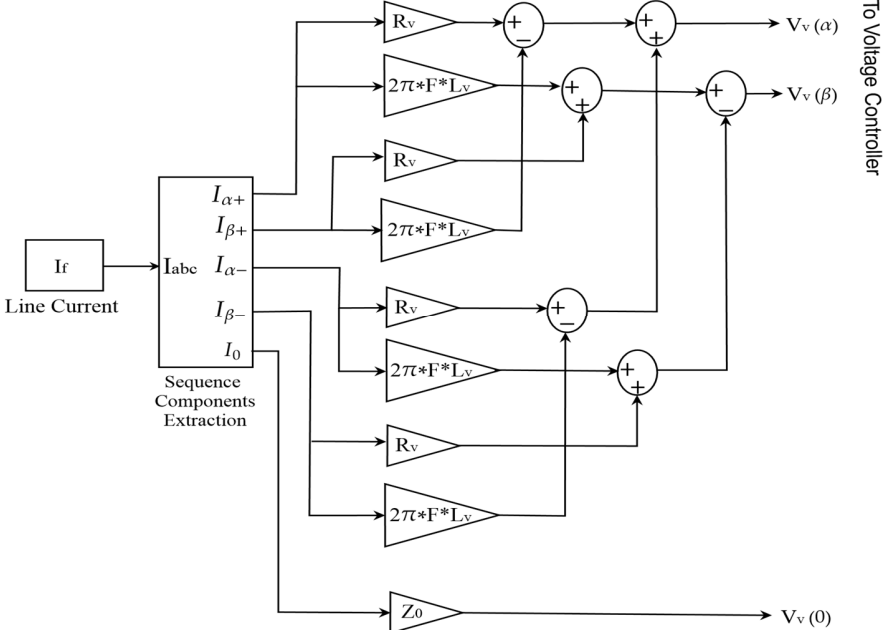 Rv
+
−
+
+
Vv (α)
To Voltage Controller
2π*F*Lv
+
+
+
−
Vv (β)
Rv
Iα+
Iβ+
2π*F*Lv
If
Iabc
Iα−
Line Current
Iβ−
Rv
+
−
I0
2π*F*Lv
+
+
Sequence
Components
Extraction
Rv
2π*F*Lv
Z0
Vv (0)